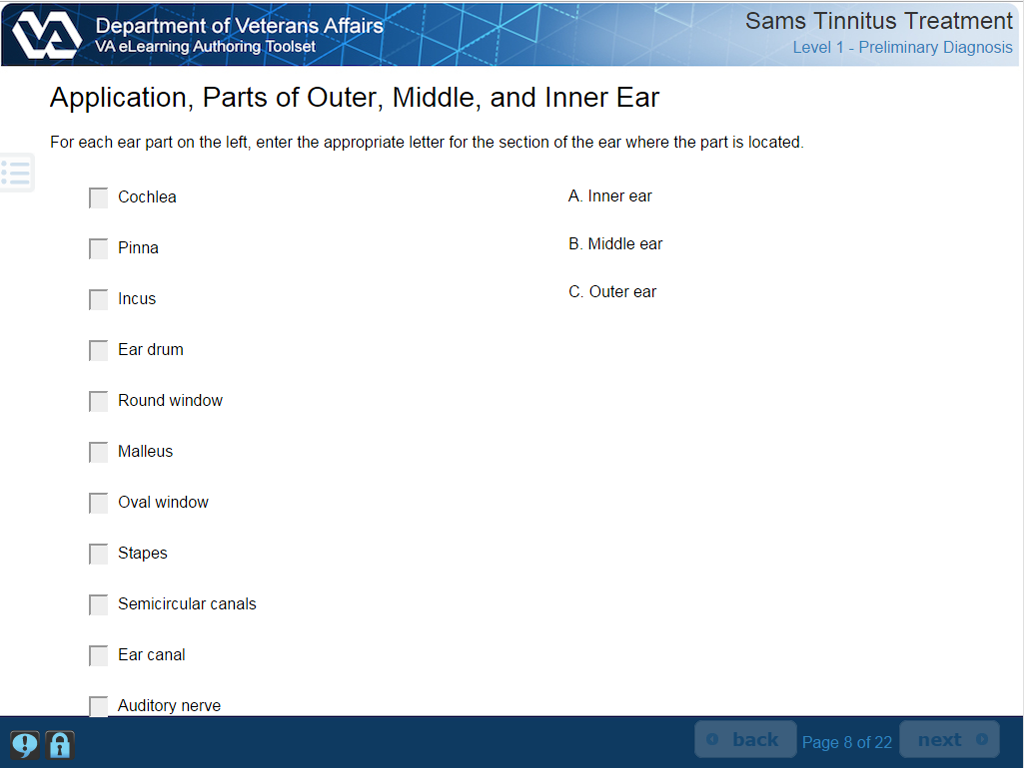 VA
Department of Veterans Affairs
VA eLearning Authoring Toolset
Sams Tinnitus Treatment
Level 1 - Preliminary Diagnosis
Application, Parts of Outer, Middle, and Inner Ear
For each ear part on the left, enter the appropriate letter for the section of the ear where the part is located.
Cochlea
Pinna
Incus
Ear drum
Round window
Malleus
Oval window
Stapes
Semicircular canals
Ear canal
Auditory nerve
A. Inner ear
B. Middle ear
C. Outer ear
back
Page 8 of 22
next